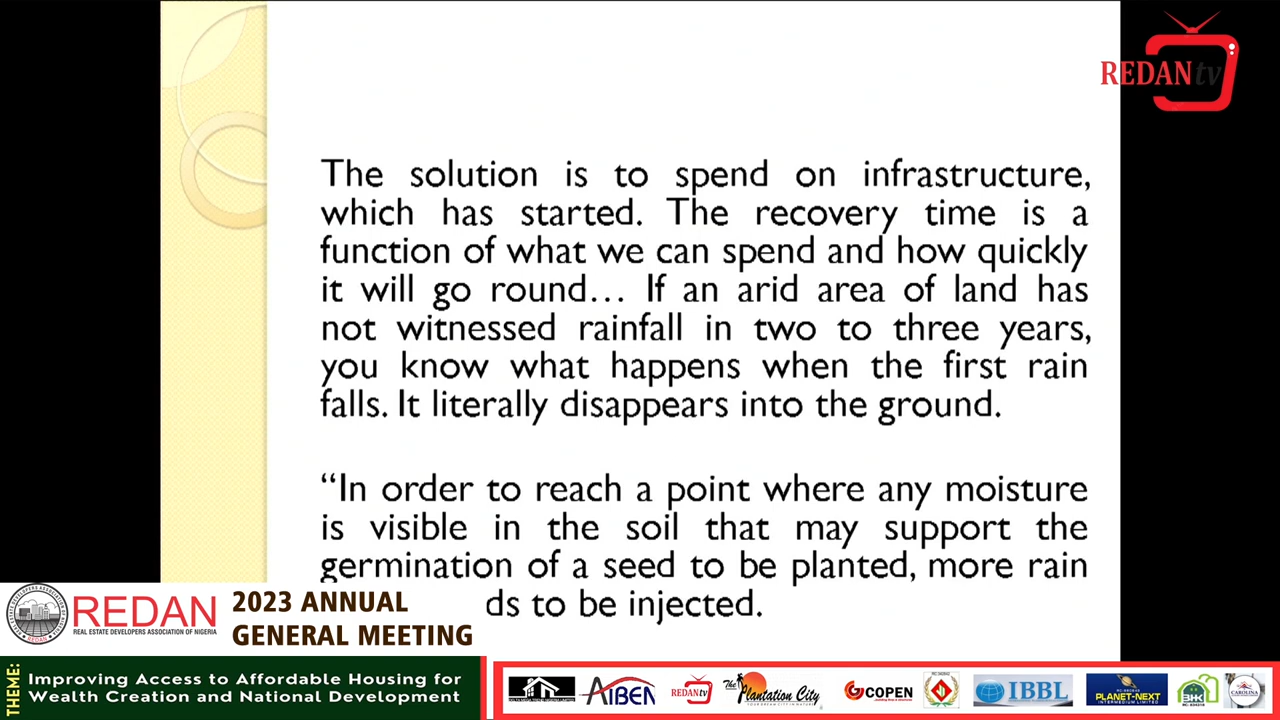 REDANtv
The solution is to spend on infrastructure,
which has started. The recovery time is a
function of what we can spend and how quickly
it will go round… If an arid area of land has
not witnessed rainfall in two to three years,
you know what happens when the first rain
falls. It literally disappears into the ground.
“In order to reach a point where any moisture
is visible in the soil that may support the
germination of a seed to be planted, more rain
ds to be injected.
REDAN
REAL ESTATE DEVELOPERS ASSOCIATION OF NIGERIA
2023 ANNUAL
GENERAL MEETING
THEME:
Improving Access to Affordable Housing for
Wealth Creation and National Development
AIBEN
REDANtv
The Plantation City
COPEN
IBBL
PLANET-NEXT
INTERMEDIUM LIMITED
BIK
CAROLINA